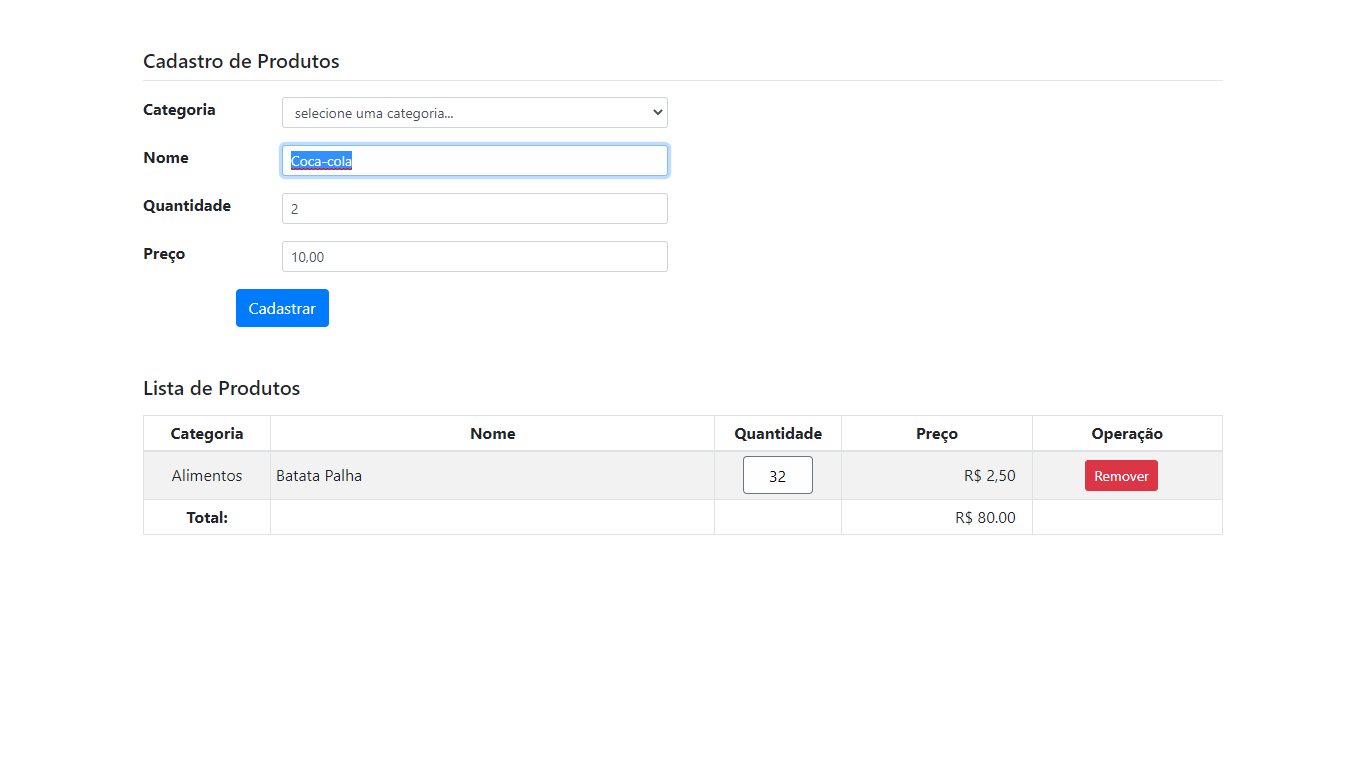 Cadastro de Produtos
Categoria selecione uma categoria...
Nome Coca-cola
Quantidade 2
Preço 10,00
Cadastrar
Lista de Produtos
Categoria Nome Quantidade Preço Operação
Alimentos Batata Palha 32 R$ 2,50 Remover
Total: R$ 80.00